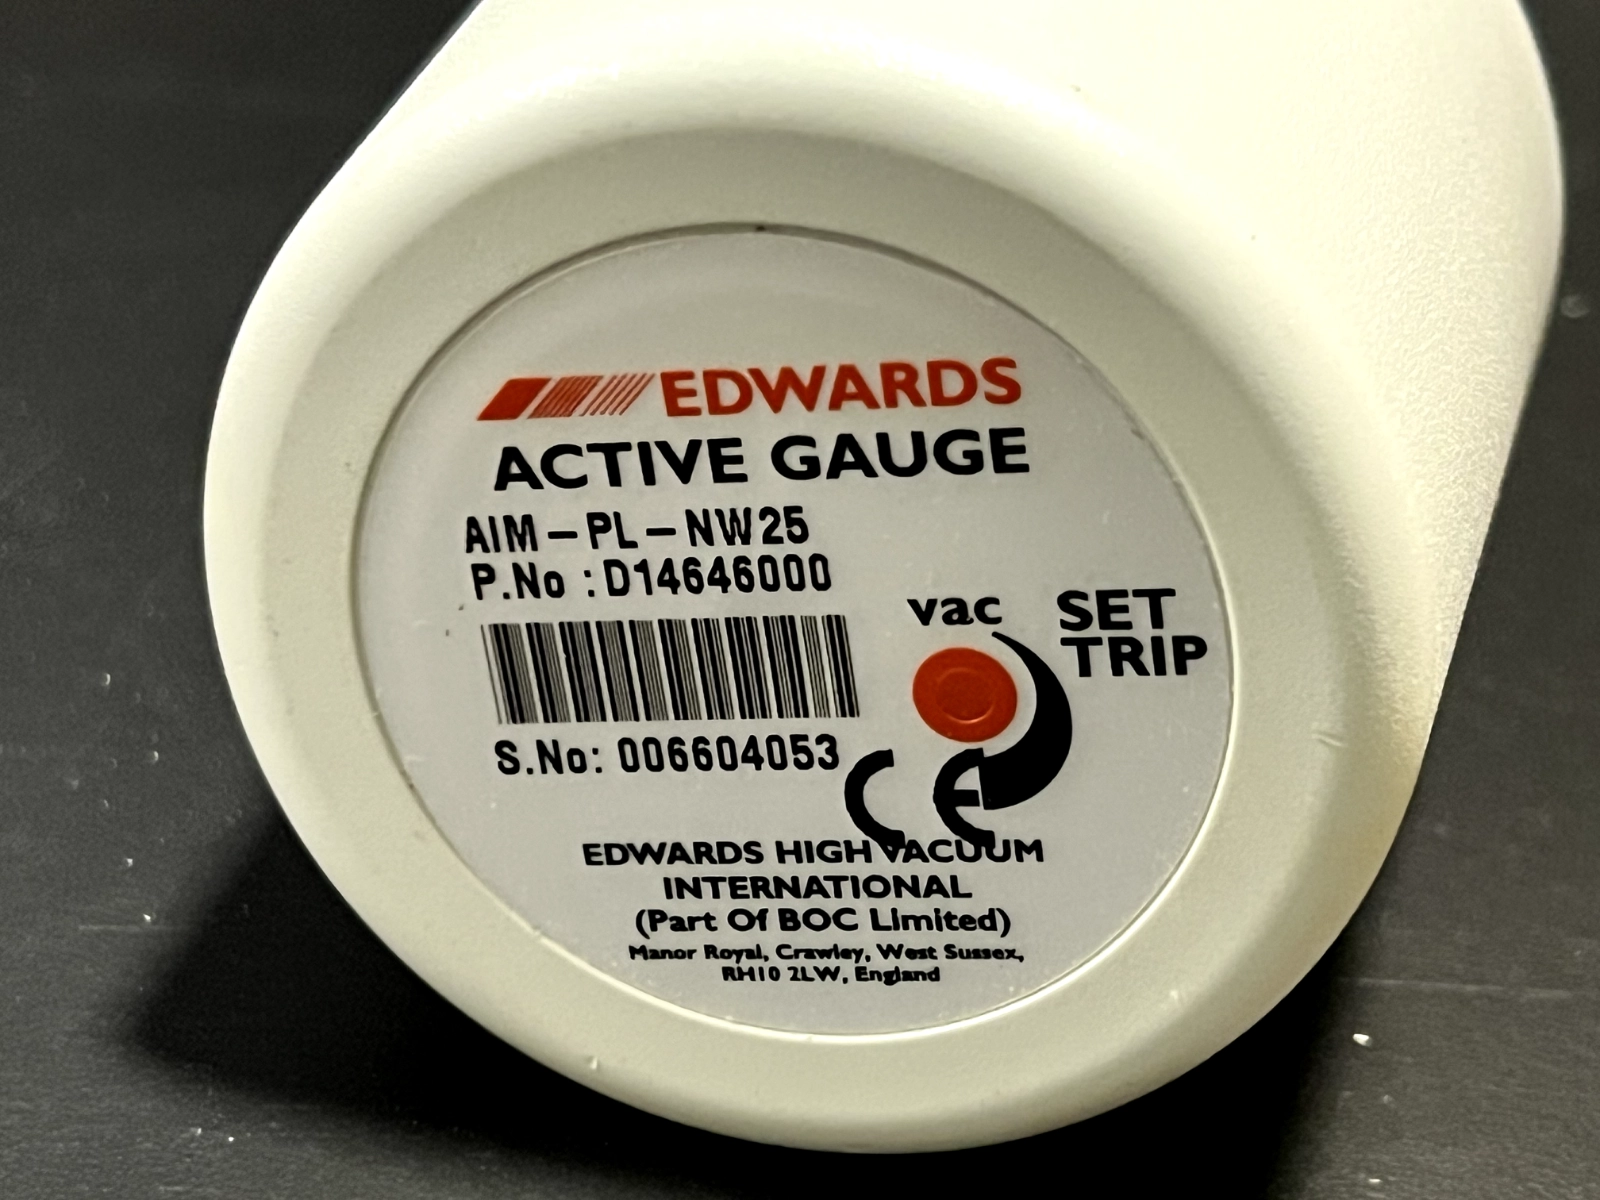 EDWARDS
ACTIVE GAUGE
AIM-PL-NW25
P.No :D14646000
vac
SET
TRIP
S.No: 006604053
CE
EDWARDS HIGH VACUUM
INTERNATIONAL
(Part Of BOC Limited)
Manor Royal, Crawley, West Sussex,
RH10 2LW, England